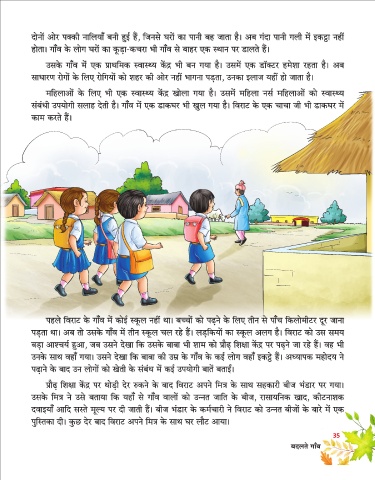 दोनों ओर पक्की नालियाँ बनी हुई हैं, जिनसे घरों का पानी बह जाता है। अब गंदा पानी गली में इकट्ठा नहीं
होता। गाँव के लोग घरों का कूड़ा-कचरा भी गाँव से बाहर एक स्थान पर डालते हैं।
उसके गाँव में एक प्राथमिक स्वास्थ्य केंद्र भी बन गया है। उसमें एक डॉक्टर हमेशा रहता है। अब
साधारण रोगों के लिए रोगियों को शहर की ओर नहीं भागना पड़ता, उनका इलाज यहीं हो जाता है।
महिलाओं के लिए भी एक स्वास्थ्य केंद्र खोला गया है। उसमें महिला नर्स महिलाओं को स्वास्थ्य
संबंधी उपयोगी सलाह देती है। गाँव में एक डाकघर भी खुल गया है। विराट के एक चाचा जी भी डाकघर में
काम करते हैं।
पहले विराट के गाँव में कोई स्कूल नहीं था। बच्चों को पढ़ने के लिए तीन से पाँच किलोमीटर दूर जाना
पड़ता था। अब तो उसके गाँव में तीन स्कूल चल रहे हैं। लड़कियों का स्कूल अलग है। विराट को उस समय
बड़ा आश्चर्य हुआ, जब उसने देखा कि उसके बाबा भी शाम को प्रौढ़ शिक्षा केंद्र पर पढ़ने जा रहे हैं। वह भी
उनके साथ वहाँ गया। उसने देखा कि बाबा की उम्र के गाँव के कई लोग वहाँ इकट्ठे हैं। अध्यापक महोदय ने
पढ़ाने के बाद उन लोगों को खेती के संबंध में कई उपयोगी बातें बताईं।
प्रौढ़ शिक्षा केंद्र पर थोड़ी देर रुकने के बाद विराट अपने मित्र के साथ सहकारी बीज भंडार पर गया।
उसके मित्र ने उसे बताया कि यहाँ से गाँव वालों को उन्नत जाति के बीज, रासायनिक खाद, कीटनाशक
दवाइयाँ आदि सस्ते मूल्य पर दी जाती हैं। बीज भंडार के कर्मचारी ने विराट को उन्नत बीजों के बारे में एक
पुस्तिका दी। कुछ देर बाद विराट अपने मित्र के साथ घर लौट आया।
35
बदलते गाँव